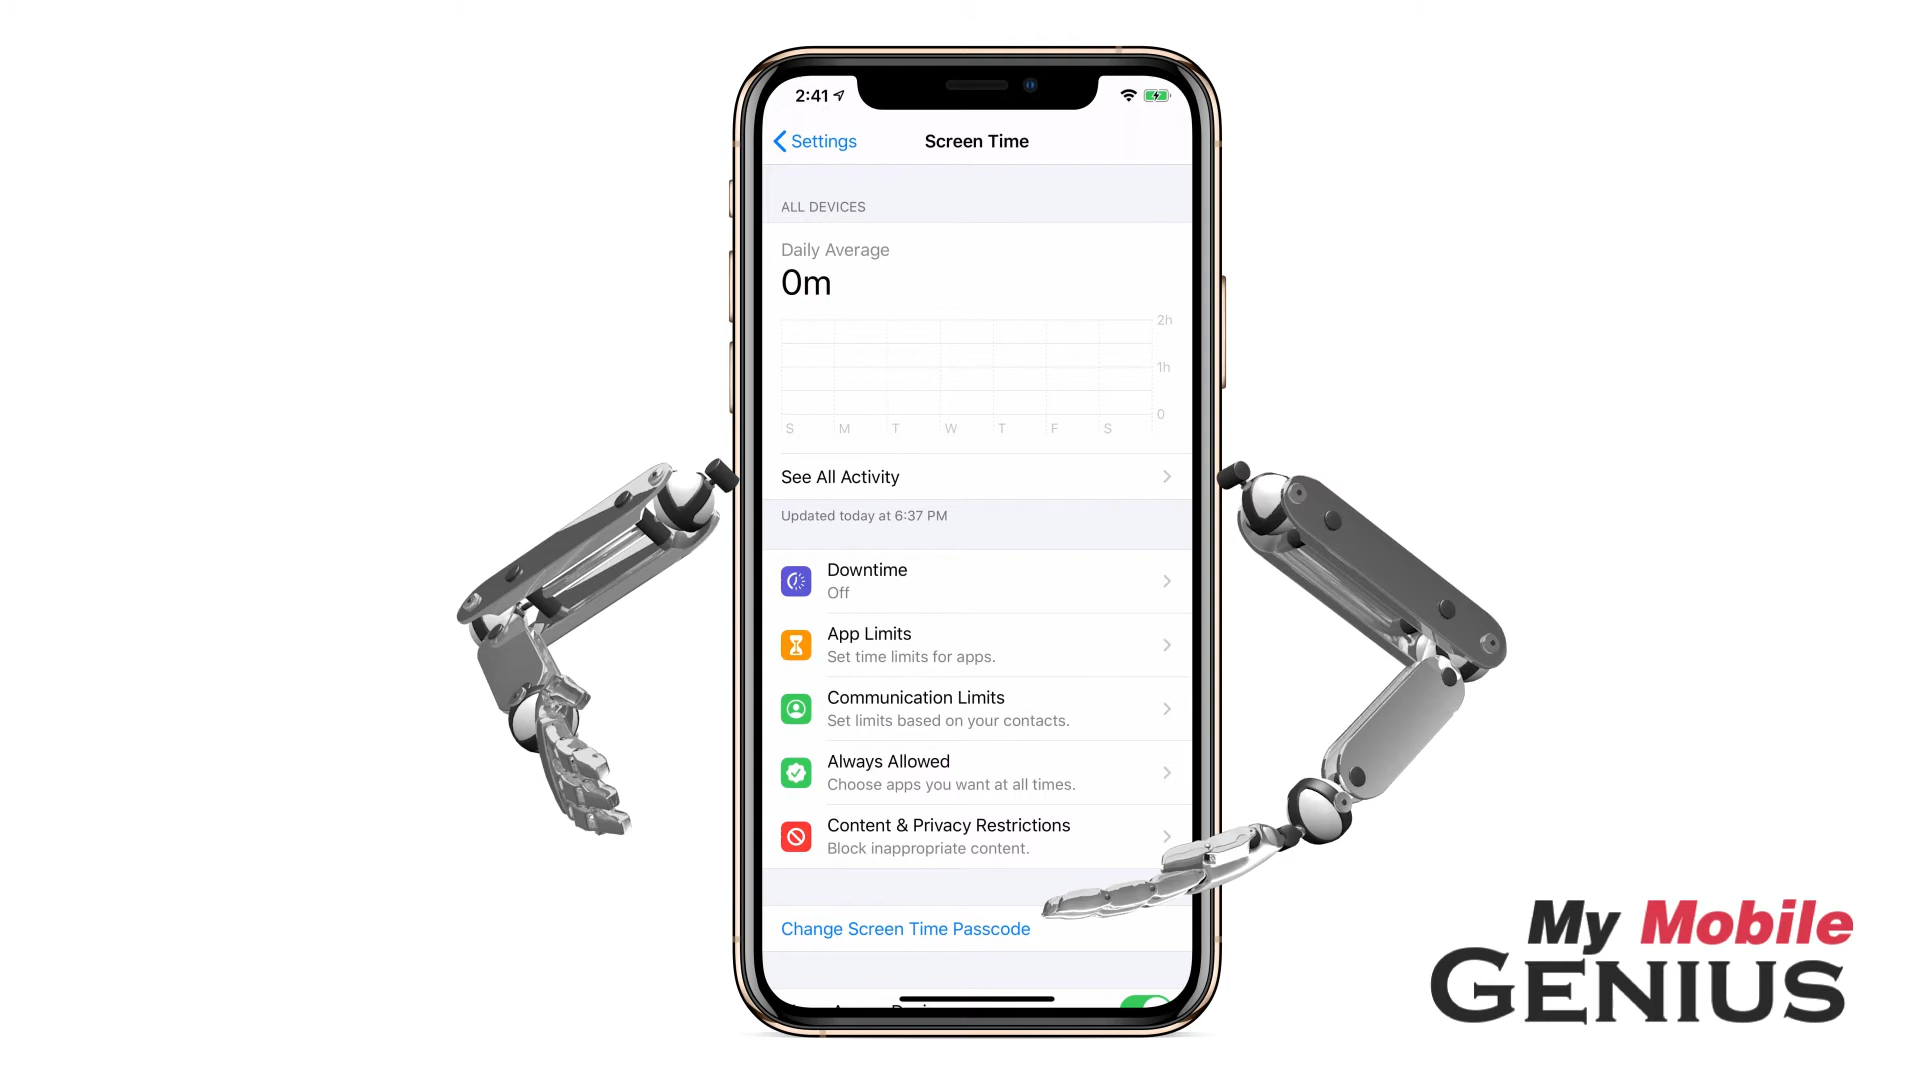 2:41
Settings
Screen Time
ALL DEVICES
Daily Average
0m
2h
1h
0
S M T W T F S
See All Activity
Updated today at 6:37 PM
Downtime
Off
App Limits
Set time limits for apps.
Communication Limits
Set limits based on your contacts.
Always Allowed
Choose apps you want at all times.
Content & Privacy Restrictions
Block inappropriate content.
Change Screen Time Passcode
My Mobile
GENIUS